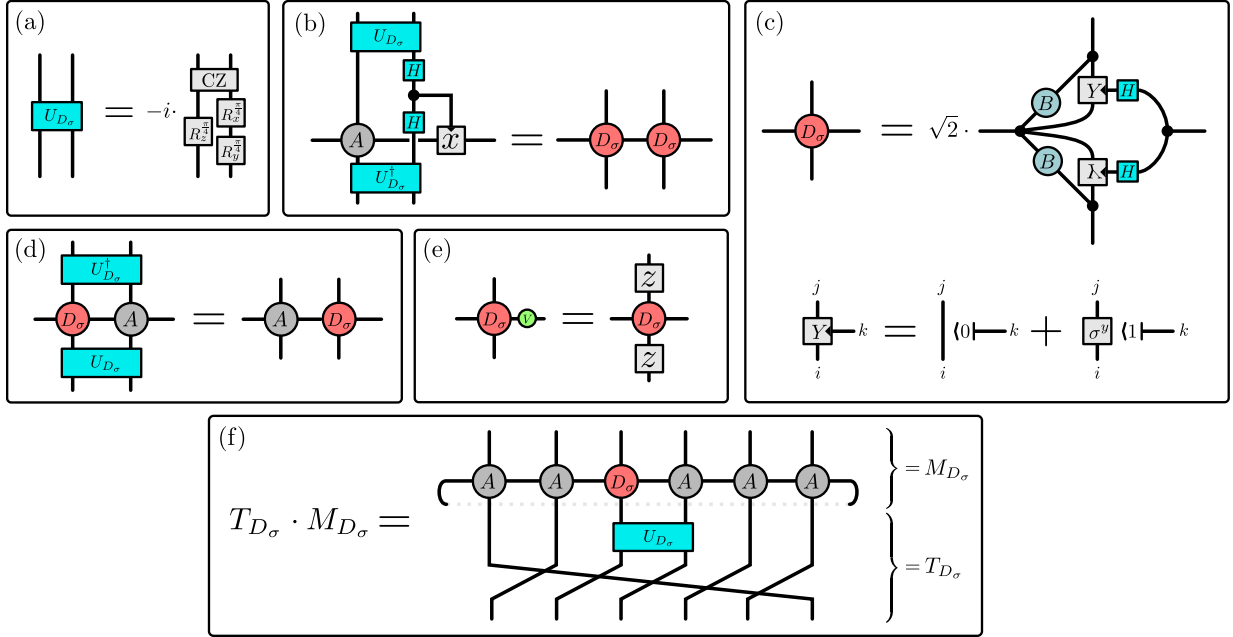 (a)
U_{D_σ} = -i· CZ R_z^{π/4} R_x^{π/4} R_y^{π/4}
(b)
U_{D_σ} H H A x U_{D_σ}^† = D_σ D_σ
(c)
D_σ = √2 · B Y H B Y H
j Y k i = j i ⟨0| k + j σ^y i ⟨1| k
(d)
U_{D_σ}^† D_σ A U_{D_σ} = A D_σ
(e)
D_σ V = z D_σ z
(f)
T_{D_σ} · M_{D_σ} = A A D_σ A A A U_{D_σ}
} = M_{D_σ}
} = T_{D_σ}